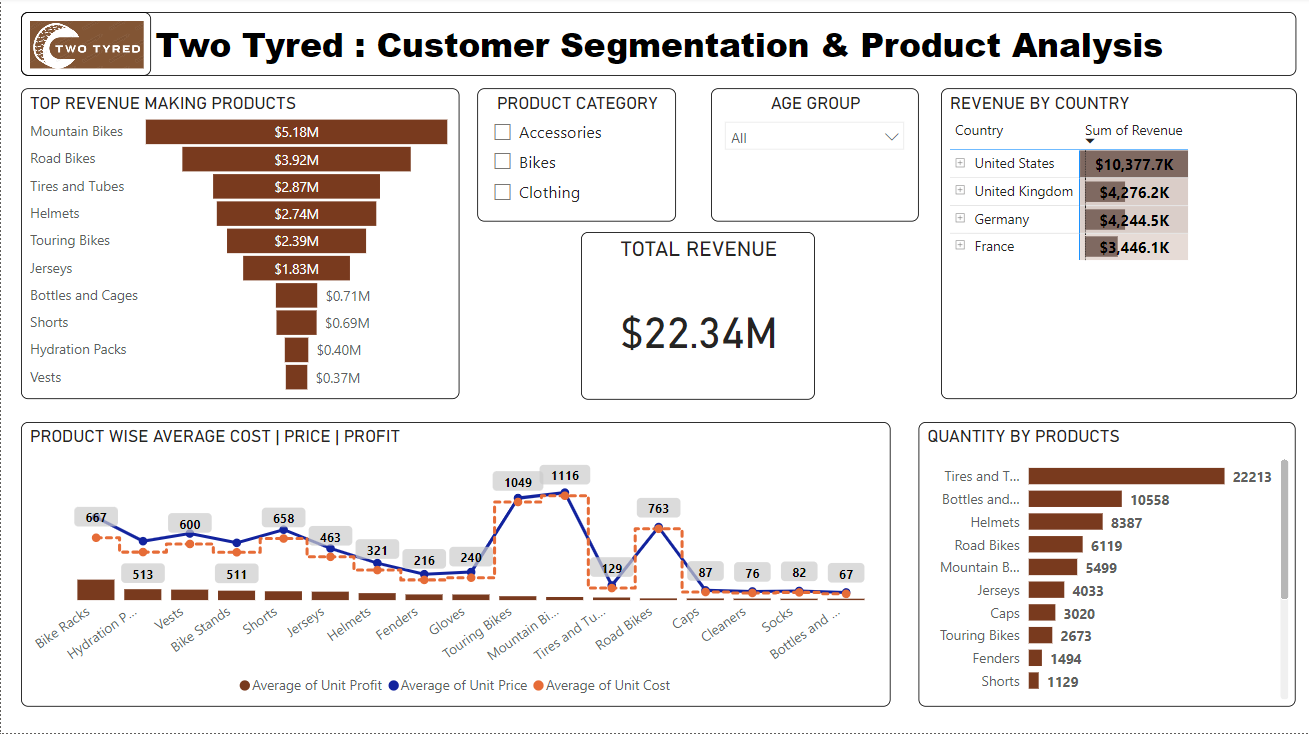 TWO TYRED
Two Tyred : Customer Segmentation & Product Analysis
TOP REVENUE MAKING PRODUCTS
Mountain Bikes $5.18M
Road Bikes $3.92M
Tires and Tubes $2.87M
Helmets $2.74M
Touring Bikes $2.39M
Jerseys $1.83M
Bottles and Cages $0.71M
Shorts $0.69M
Hydration Packs $0.40M
Vests $0.37M
PRODUCT CATEGORY
Accessories
Bikes
Clothing
AGE GROUP
All
TOTAL REVENUE
$22.34M
REVENUE BY COUNTRY
Country Sum of Revenue
United States $10,377.7K
United Kingdom $4,276.2K
Germany $4,244.5K
France $3,446.1K
PRODUCT WISE AVERAGE COST | PRICE | PROFIT
667 513 600 511 658 463 321 216 240 1049 1116 129 763 87 76 82 67
Bike Racks
Hydration P...
Vests
Bike Stands
Shorts
Jerseys
Helmets
Fenders
Gloves
Touring Bikes
Mountain Bi...
Tires and Tu...
Road Bikes
Caps
Cleaners
Socks
Bottles and ...
Average of Unit Profit Average of Unit Price Average of Unit Cost
QUANTITY BY PRODUCTS
Tires and T... 22213
Bottles and... 10558
Helmets 8387
Road Bikes 6119
Mountain B... 5499
Jerseys 4033
Caps 3020
Touring Bikes 2673
Fenders 1494
Shorts 1129